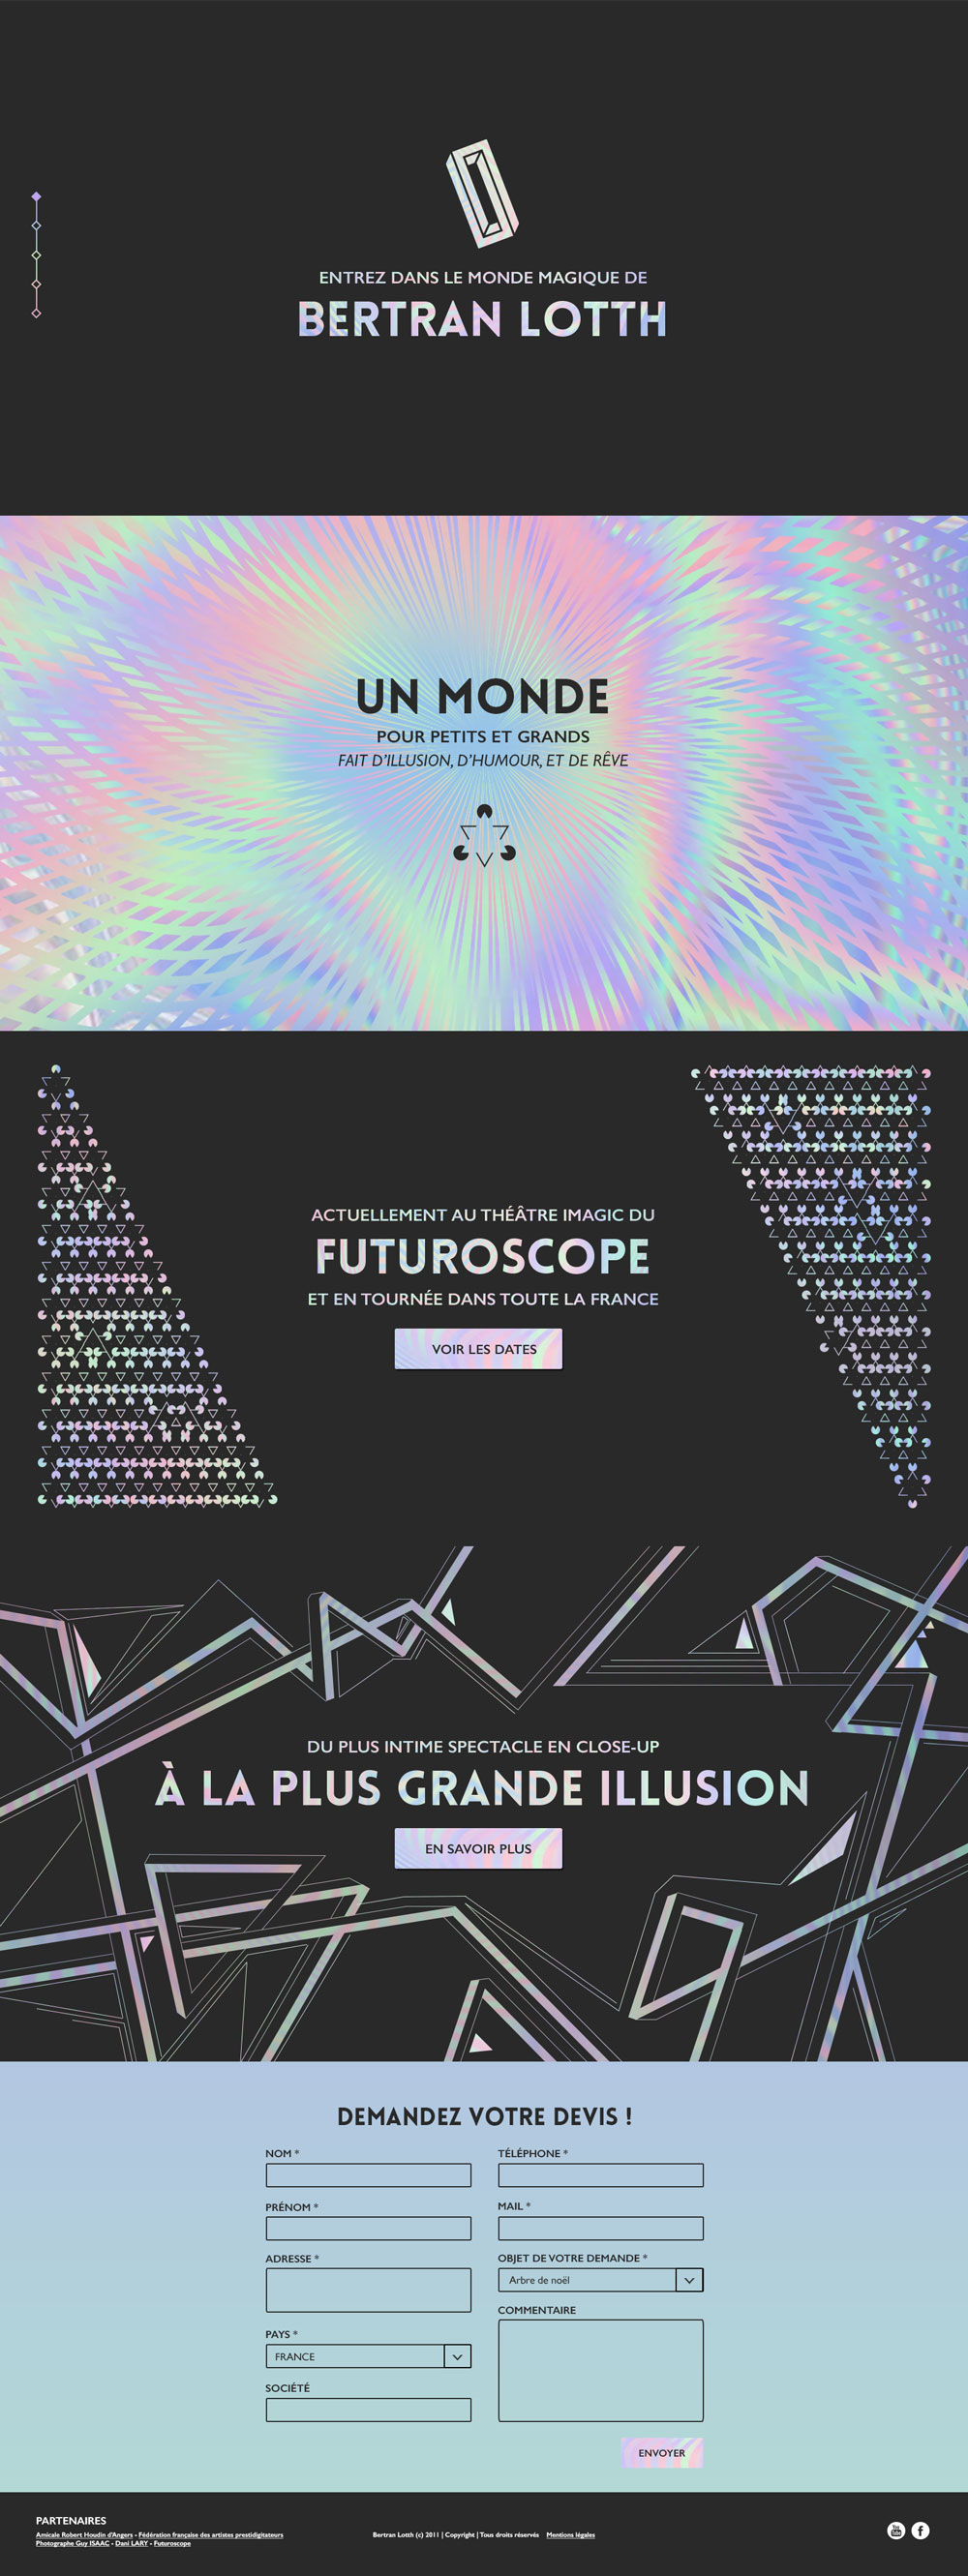 ENTREZ DANS LE MONDE MAGIQUE DE
BERTRAN LOTTH
UN MONDE
POUR PETITS ET GRANDS
FAIT D'ILLUSION, D'HUMOUR, ET DE RÊVE
ACTUELLEMENT AU THÉÂTRE IMAGIC DU
FUTUROSCOPE
ET EN TOURNÉE DANS TOUTE LA FRANCE
VOIR LES DATES
DU PLUS INTIME SPECTACLE EN CLOSE-UP
À LA PLUS GRANDE ILLUSION
EN SAVOIR PLUS
DEMANDEZ VOTRE DEVIS !
NOM *
PRÉNOM *
ADRESSE *
PAYS *
FRANCE
SOCIÉTÉ
TÉLÉPHONE *
MAIL *
OBJET DE VOTRE DEMANDE *
Arbre de noël
COMMENTAIRE
ENVOYER
PARTENAIRES
Amicale Robert Houdin d'Angers - Fédération française des artistes prestidigitateurs
Photographe Guy ISAAC - Dani LARY - Futuroscope
Bertran Lotth (c) 2011 | Copyright | Tous droits réservés Mentions légales
You
Tube
f